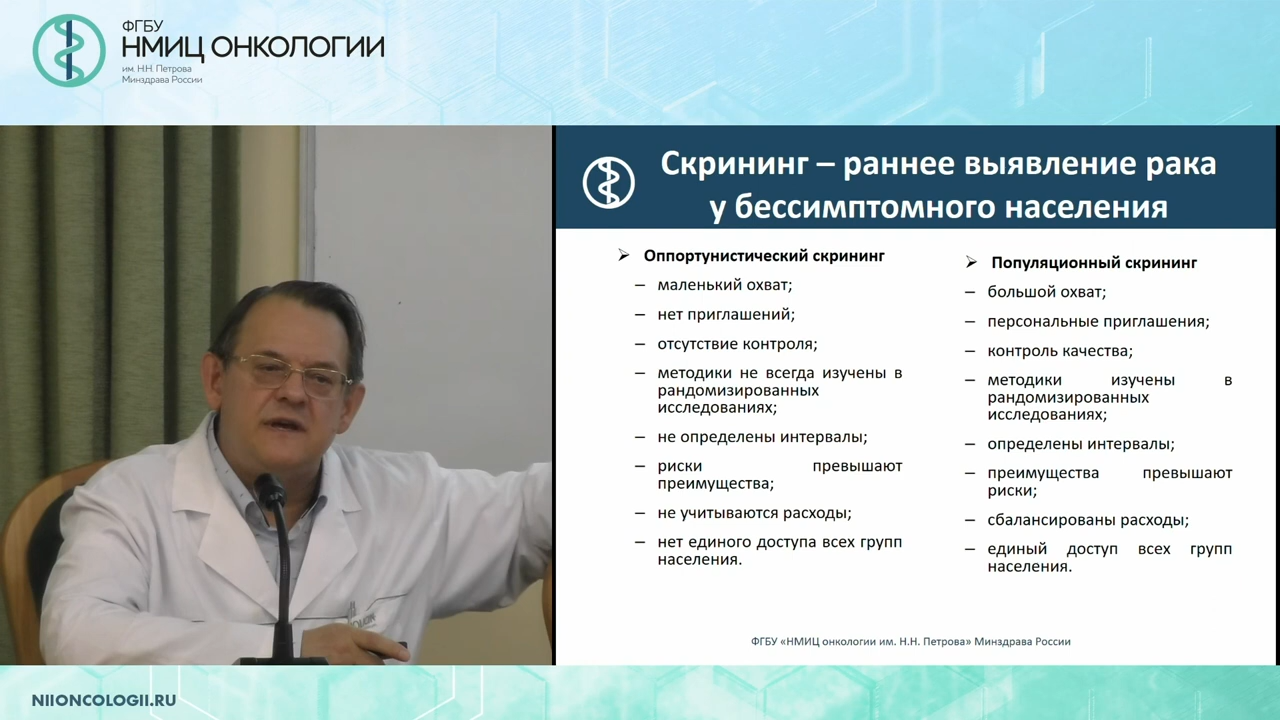 ФГБУ
НМИЦ ОНКОЛОГИИ
им. Н.Н. Петрова
Минздрава России
Скрининг – раннее выявление рака
у бессимптомного населения
➢ Оппортунистический скрининг
– маленький охват;
– нет приглашений;
– отсутствие контроля;
– методики не всегда изучены в
рандомизированных
исследованиях;
– не определены интервалы;
– риски превышают
преимущества;
– не учитываются расходы;
– нет единого доступа всех групп
населения.
➢ Популяционный скрининг
– большой охват;
– персональные приглашения;
– контроль качества;
– методики изучены в
рандомизированных
исследованиях;
– определены интервалы;
– преимущества превышают
риски;
– сбалансированы расходы;
– единый доступ всех групп
населения.
ФГБУ «НМИЦ онкологии им. Н.Н. Петрова» Минздрава России
NIIONCOLOGII.RU